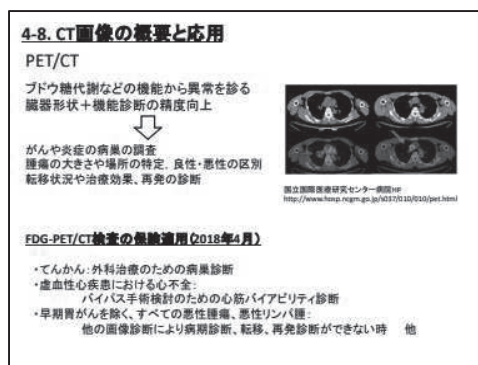 4-8. CT画像の概要と応用
PET/CT
ブドウ糖代謝などの機能から異常を診る
臓器形状＋機能診断の精度向上
がんや炎症の病巣の調査
腫瘍の大きさや場所の特定，良性・悪性の区別
転移状況や治療効果、再発の診断
国立国際医療研究センター病院HP
http://www.hosp.ncgm.go.jp/s037/010/010/pet.html
FDG-PET/CT検査の保険適用(2018年4月)
・てんかん：外科治療のための病巣診断
・虚血性心疾患における心不全：
バイパス手術検討のための心筋バイアビリティ診断
・早期胃がんを除く、すべての悪性腫瘍、悪性リンパ腫：
他の画像診断により病期診断、転移、再発診断ができない時　他